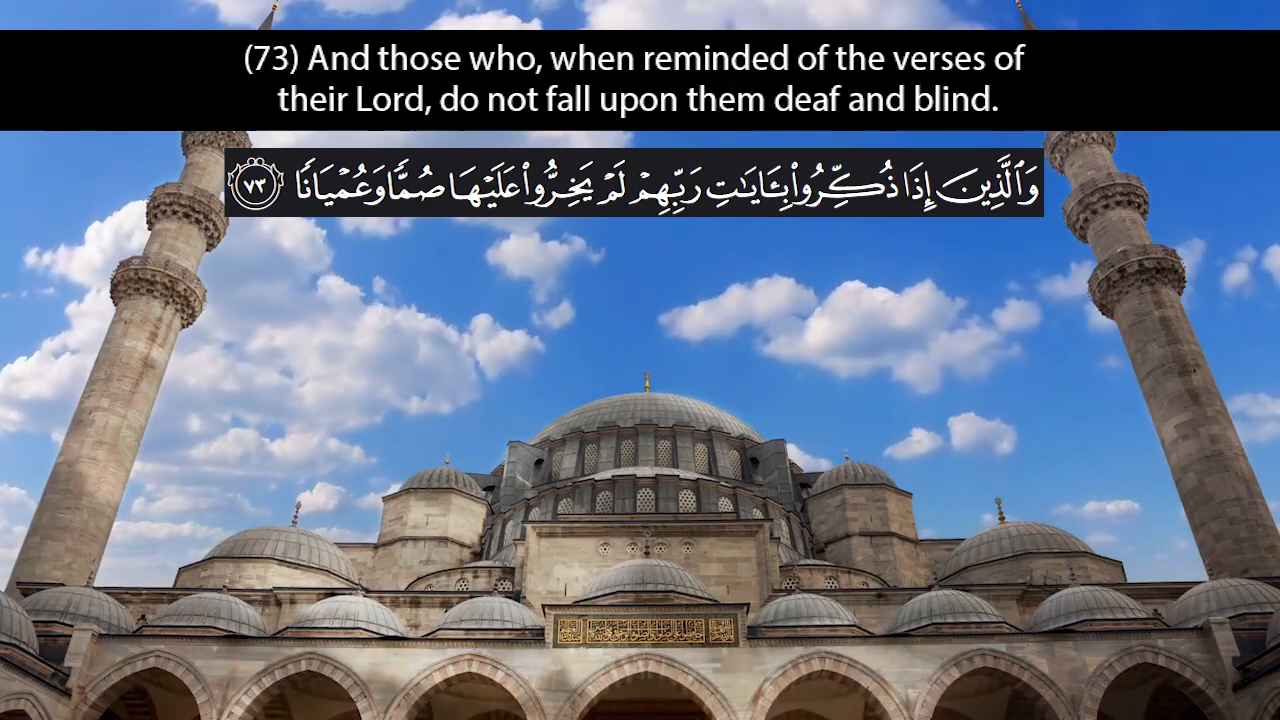 (73) And those who, when reminded of the verses of
their Lord, do not fall upon them deaf and blind.
وَٱلَّذِينَ إِذَا ذُكِّرُوا۟ بِـَٔايَـٰتِ رَبِّهِمْ لَمْ يَخِرُّوا۟ عَلَيْهَا صُمًّا وَعُمْيَانًا ٧٣